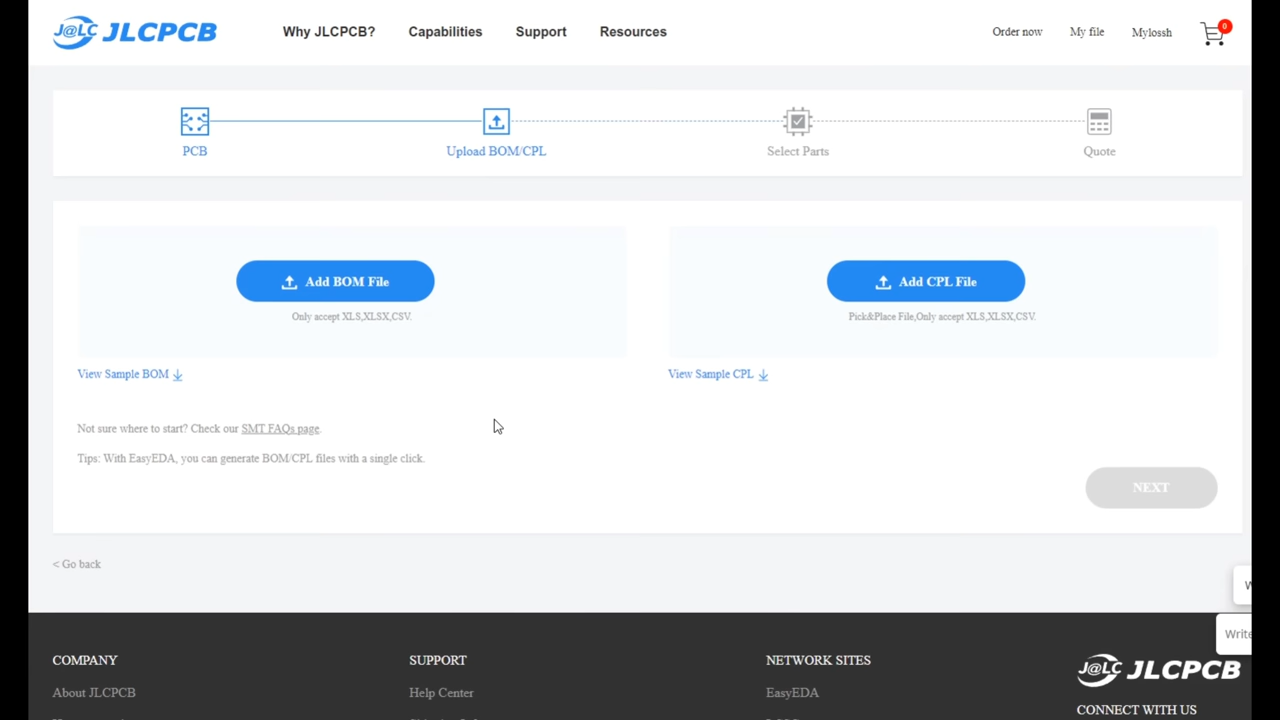 J@LC JLCPCB Why JLCPCB? Capabilities Support Resources Order now My file Mylossh 0
PCB Upload BOM/CPL Select Parts Quote
Add BOM File Add CPL File
Only accept XLS,XLSX,CSV. Pick&Place File,Only accept XLS,XLSX,CSV.
View Sample BOM View Sample CPL
Not sure where to start? Check our SMT FAQs page.
Tips: With EasyEDA, you can generate BOM/CPL files with a single click.
NEXT
< Go back
W
Write
COMPANY SUPPORT NETWORK SITES J@LC JLCPCB
About JLCPCB Help Center EasyEDA
CONNECT WITH US